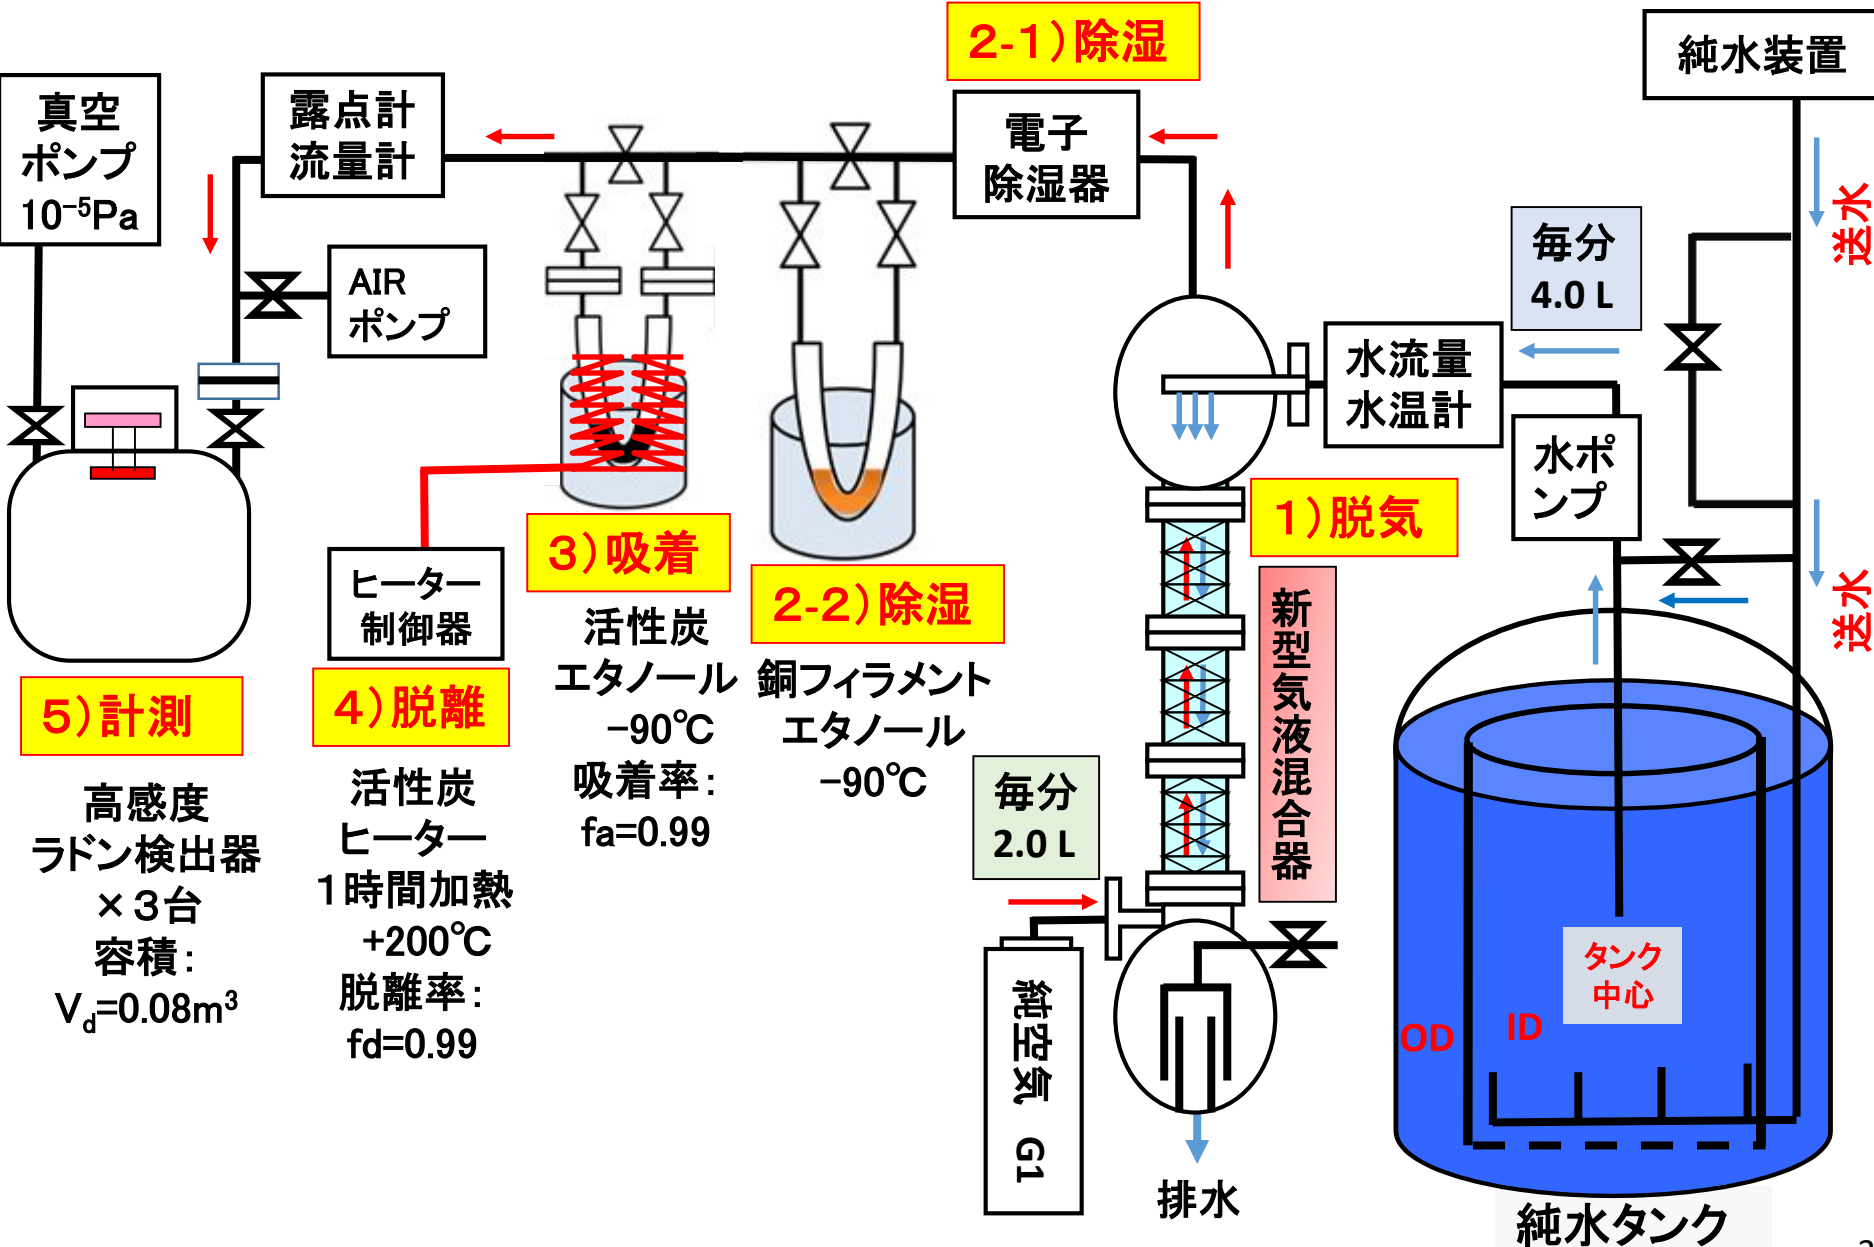 2-1）除湿
純水装置
真空
ポンプ
10⁻⁵Pa
露点計
流量計
電子
除湿器
送水
毎分
4.0 L
AIR
ポンプ
水流量
水温計
水ポ
ンプ
1）脱気
3）吸着
ヒーター
制御器
2-2）除湿
新型気液混合器
送水
活性炭
エタノール
−90℃
吸着率：
fa=0.99
銅フィラメント
エタノール
−90℃
5）計測
4）脱離
高感度
ラドン検出器
×３台
容積：
V_d=0.08m³
活性炭
ヒーター
1時間加熱
+200℃
脱離率：
fd=0.99
毎分
2.0 L
純空気 G1
タンク
中心
OD
ID
排水
純水タンク